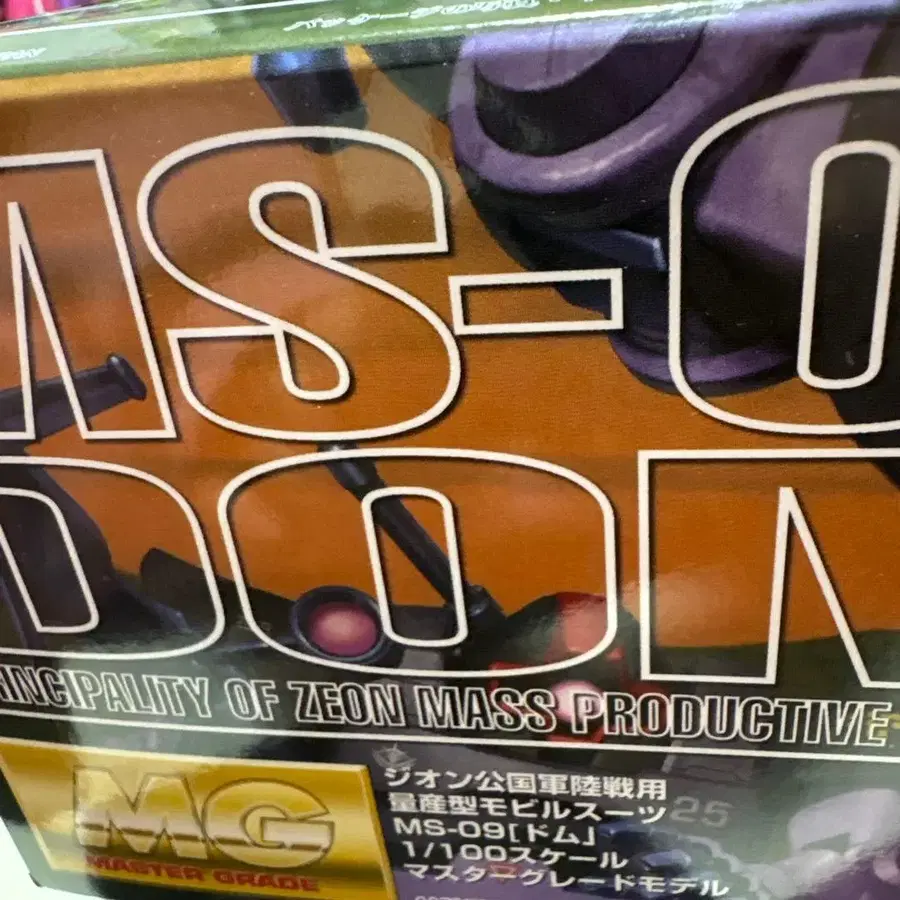 MS-0
DOM
RINCIPALITY OF ZEON MASS PRODUCTIVE
MG
MASTER GRADE
ジオン公国軍陸戦用
量産型モビルスーツ
25
MS-09[ドム」
1/100スケール
マスターグレードモデル